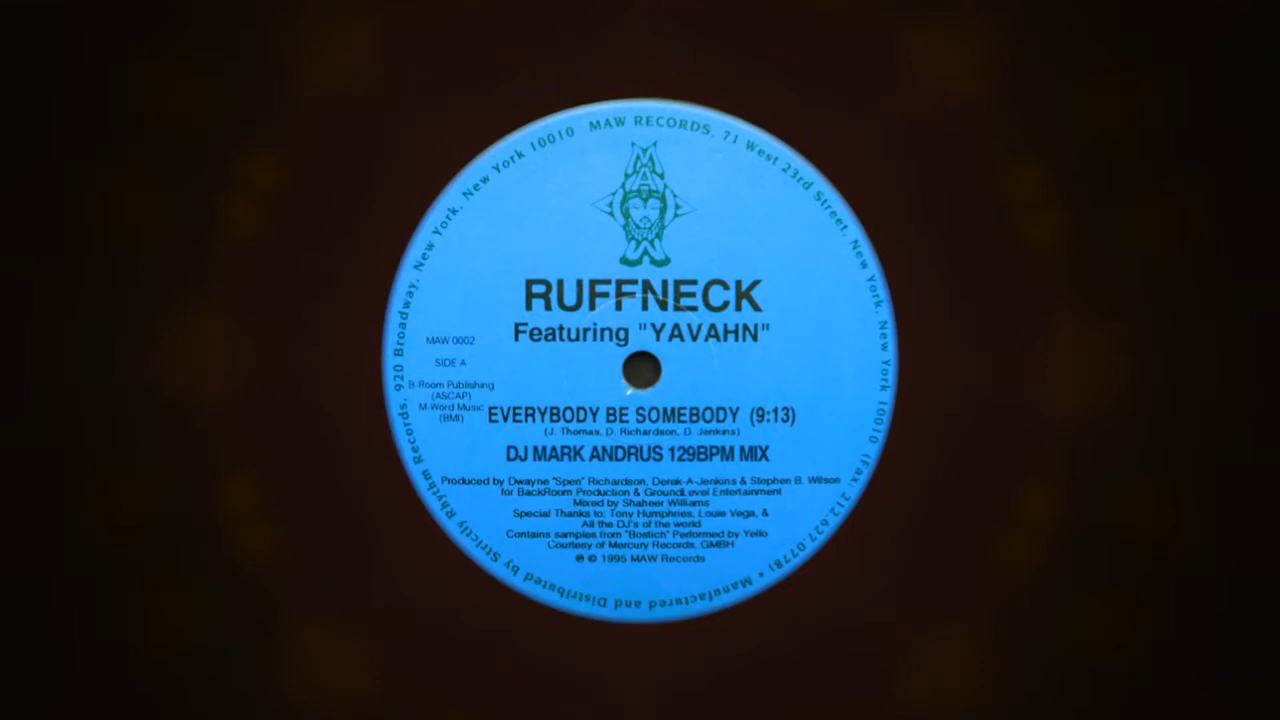 MAW RECORDS, 71 West 23rd Street, New York, New York 10010 (Fax: 212.627.0778) • Manufactured and Distributed by Strictly Rhythm Records, 920 Broadway, New York, New York 10010
MAW
RUFFNECK
Featuring "YAVAHN"
MAW 0002
SIDE A
B-Room Publishing
(ASCAP)
M-Word Music
(BMI)
EVERYBODY BE SOMEBODY (9:13)
(J. Thomas, D. Richardson, D. Jenkins)
DJ MARK ANDRUS 129BPM MIX
Produced by Dwayne "Spen" Richardson, Derek-A-Jenkins & Stephen B. Wilson
for BackRoom Production & GroundLevel Entertainment
Mixed by Shaheer Williams
Special Thanks to: Tony Humphries, Louie Vega, &
All the DJ's of the world
Contains samples from "Bostich" Performed by Yello
Courtesy of Mercury Records, GMBH
℗ © 1995 MAW Records